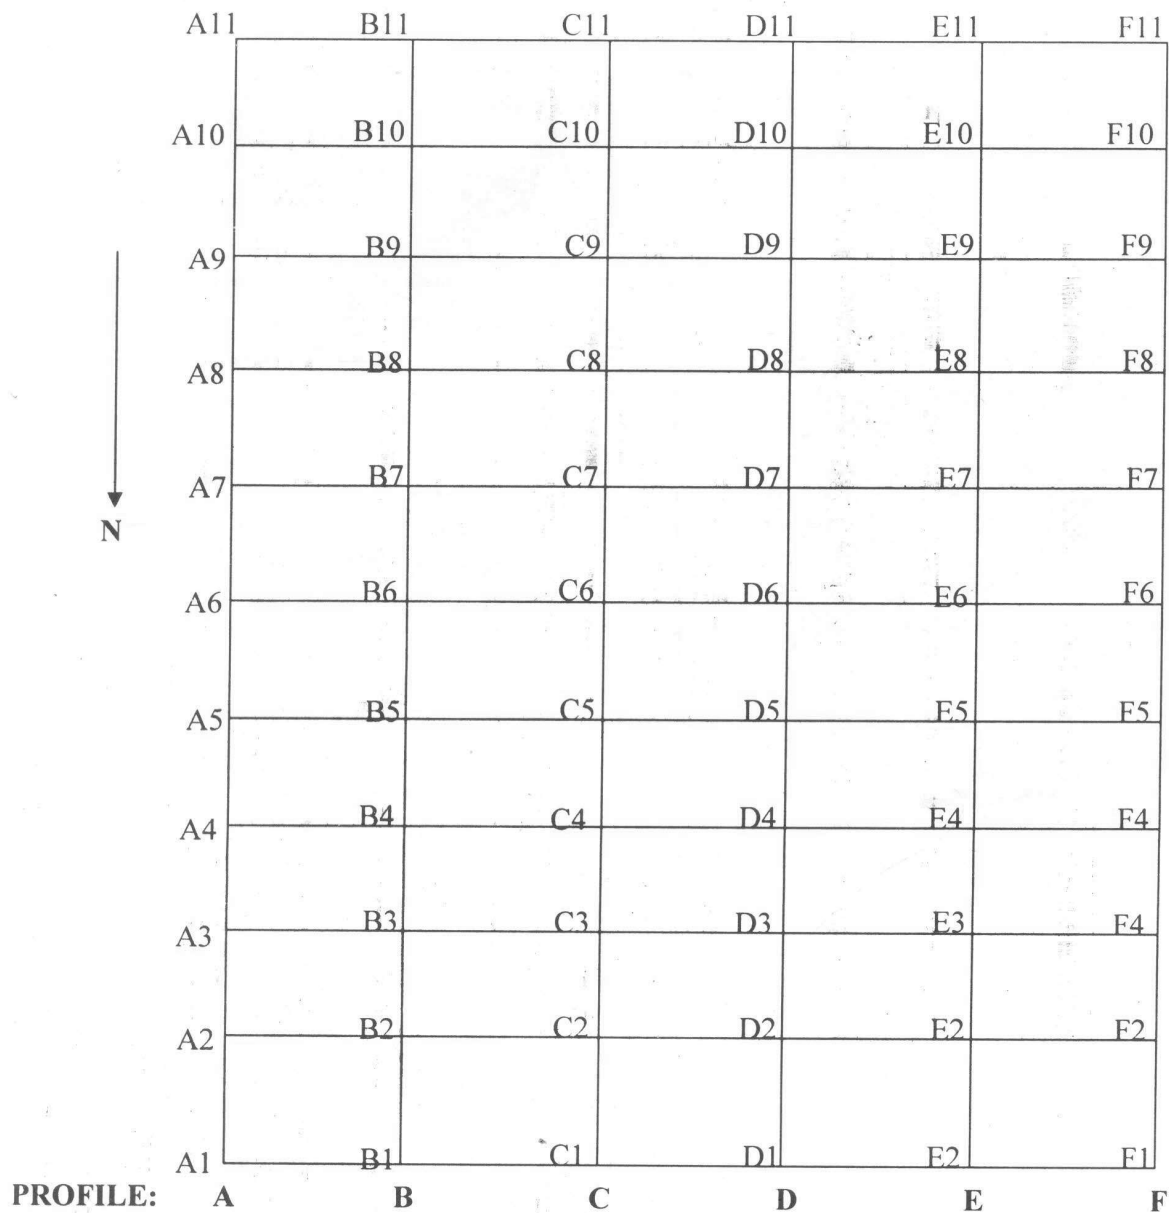 A11 B11 C11 D11 E11 F11
A10 B10 C10 D10 E10 F10
A9 B9 C9 D9 E9 F9
A8 B8 C8 D8 E8 F8
A7 B7 C7 D7 E7 F7
N
A6 B6 C6 D6 E6 F6
A5 B5 C5 D5 E5 F5
A4 B4 C4 D4 E4 F4
A3 B3 C3 D3 E3 F4
A2 B2 C2 D2 E2 F2
A1 B1 C1 D1 E2 F1
PROFILE: A B C D E F